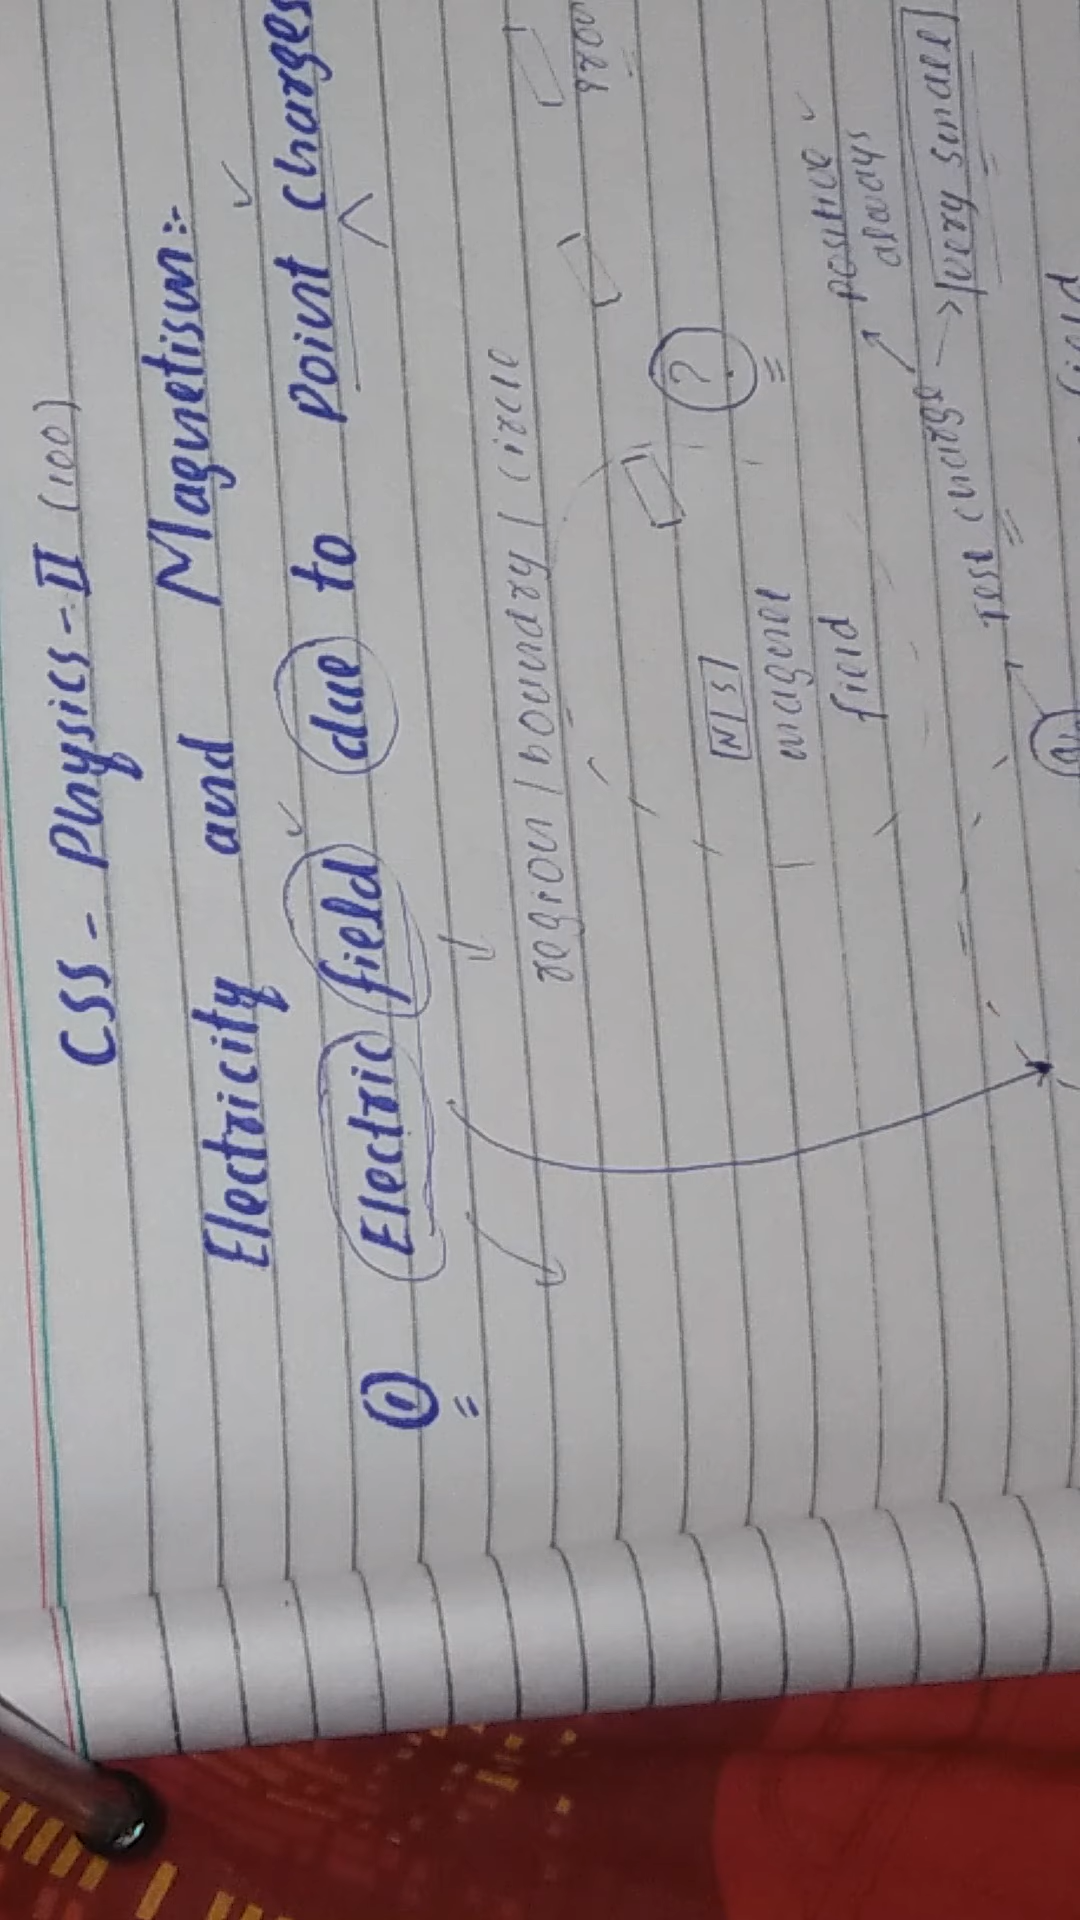 CSS - Physics - II (100)
Electricity and Magnetism:-
① Electric field due to Point Charges
region / boundary / circle
?
N S
magnet
field
positive
always
Test charge → very small
field